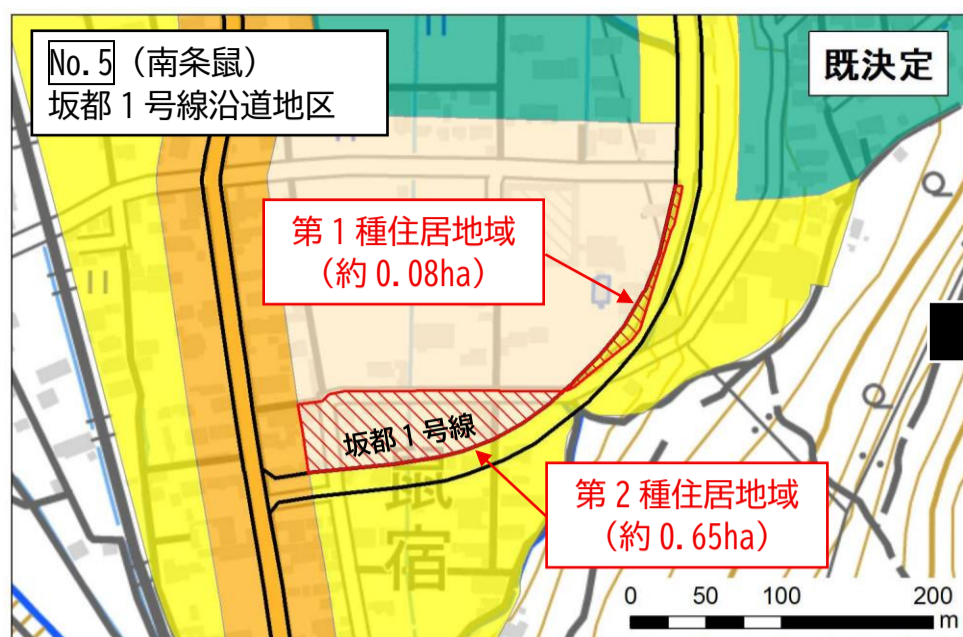 No.5（南条鼠）
坂都１号線沿道地区
既決定
第１種住居地域
（約 0.08ha）
坂都１号線
鼠宿
第２種住居地域
（約 0.65ha）
0 50 100 200
m